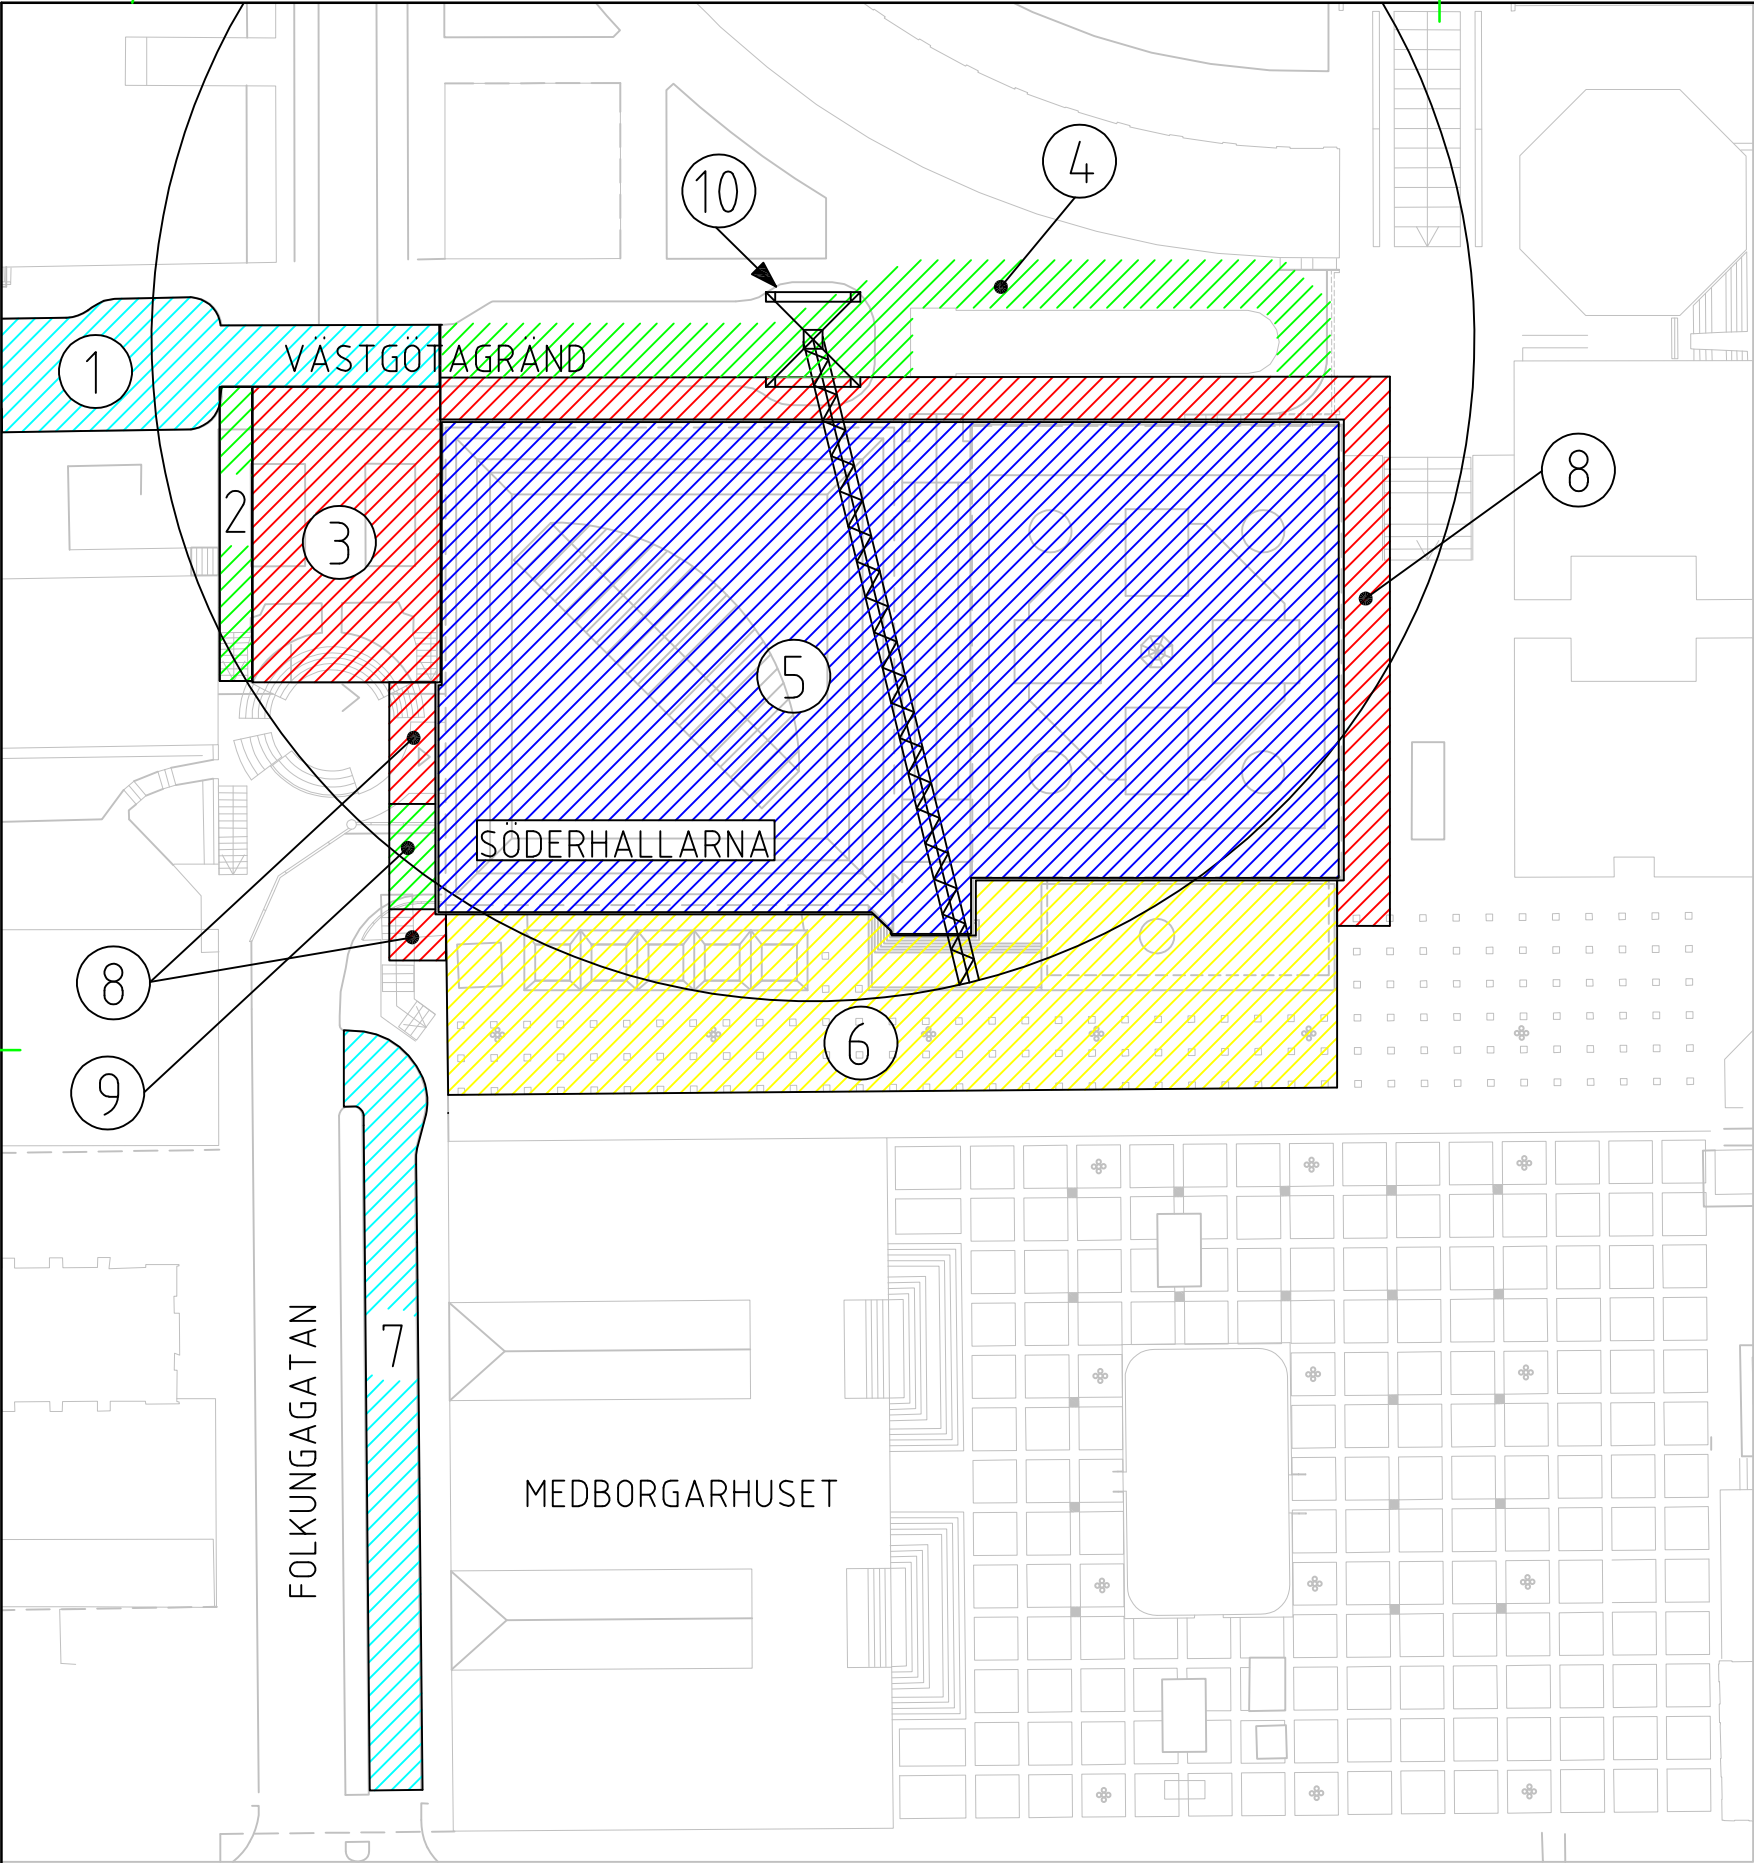 4
10
1
VÄSTGÖTAGRÄND
8
2
3
5
SÖDERHALLARNA
8
6
9
7
FOLKUNGAGATAN
MEDBORGARHUSET